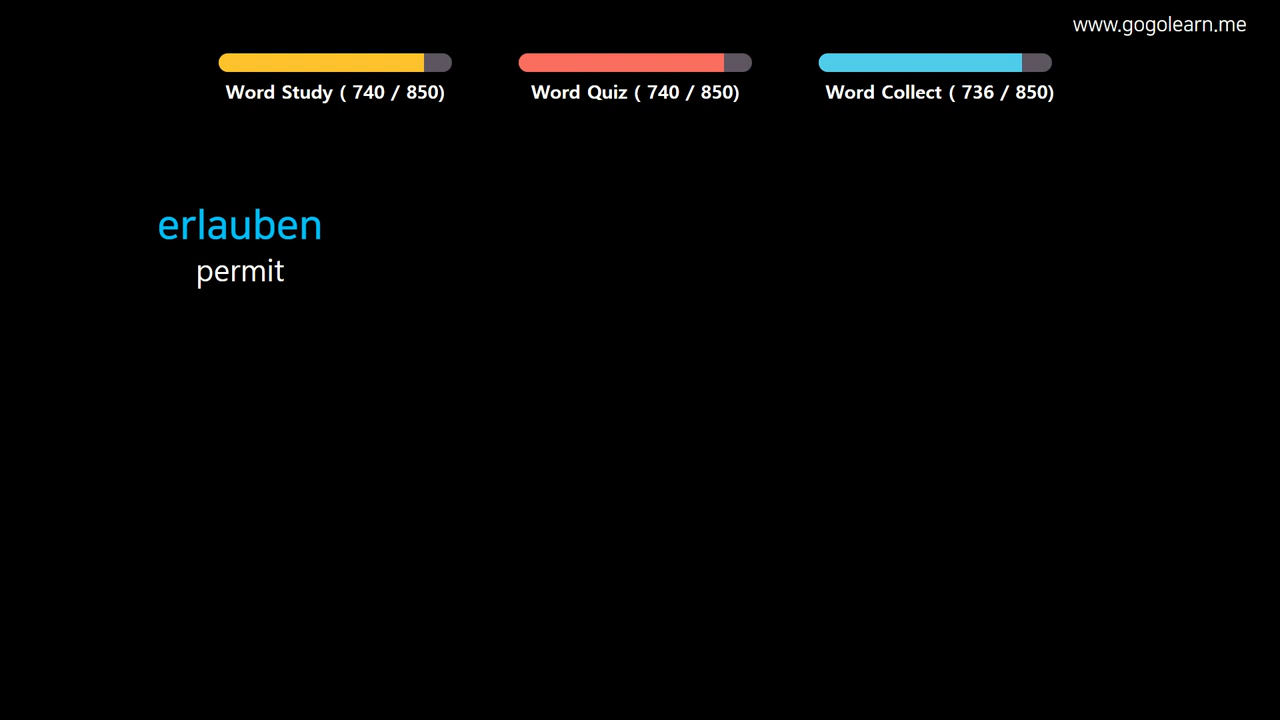 www.gogolearn.me
Word Study ( 740 / 850)
Word Quiz ( 740 / 850)
Word Collect ( 736 / 850)
erlauben
permit